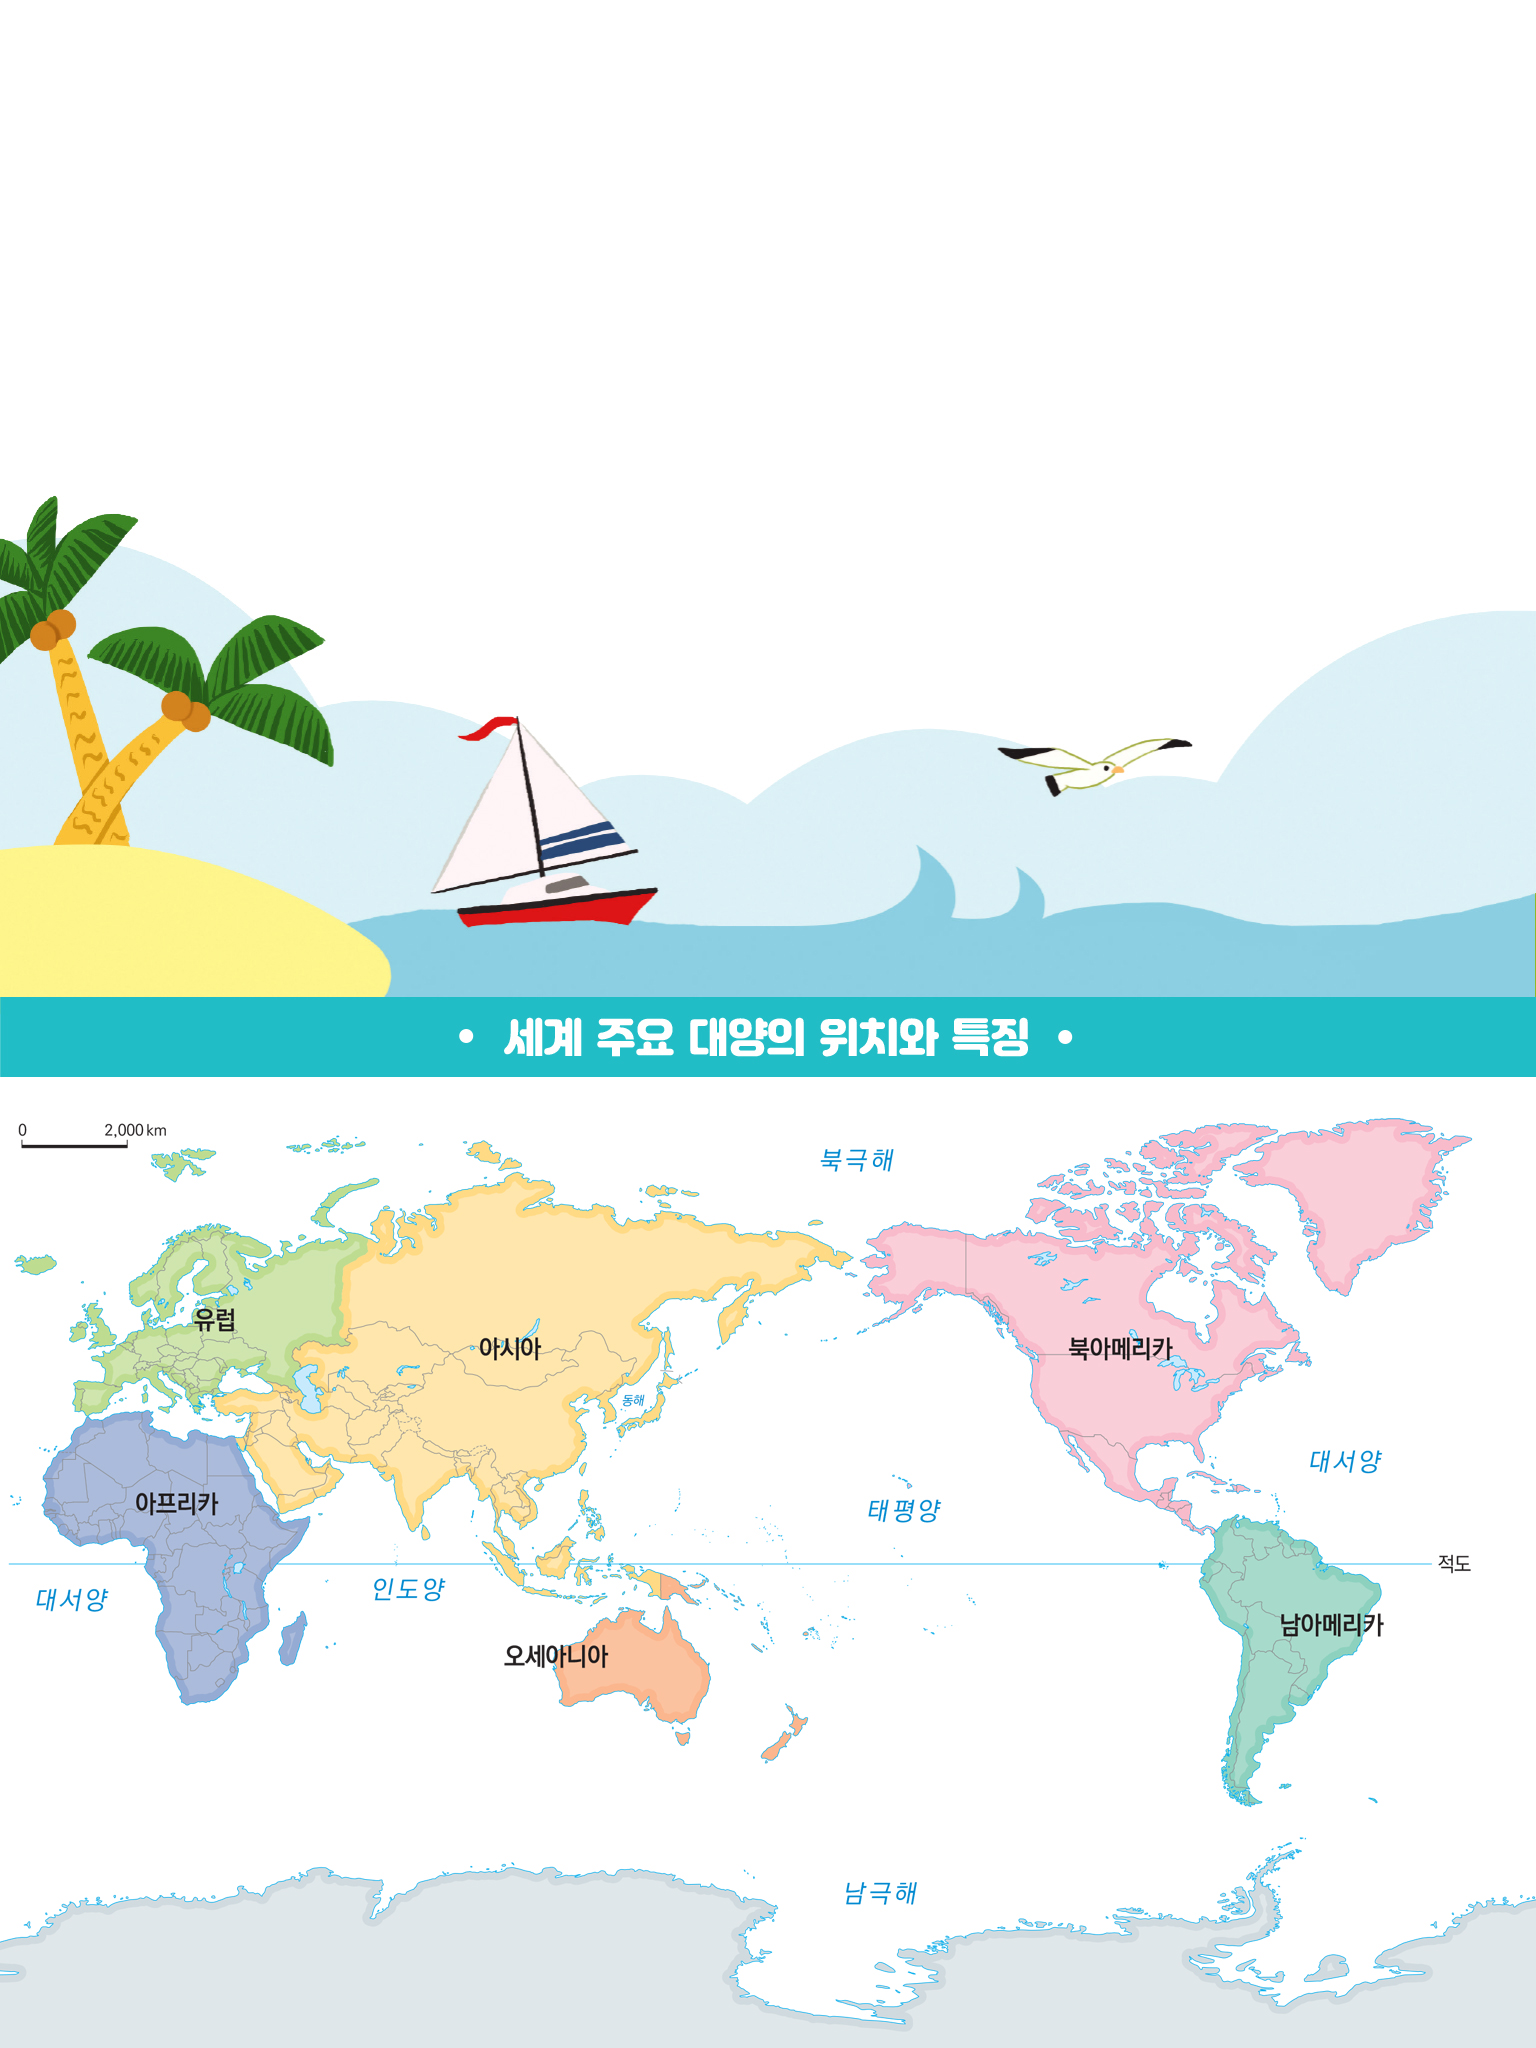 • 세계 주요 대양의 위치와 특징 •
0 2,000 km
북극해
유럽
아시아
북아메리카
동해
대서양
아프리카
태평양
적도
대서양
인도양
남아메리카
오세아니아
남극해